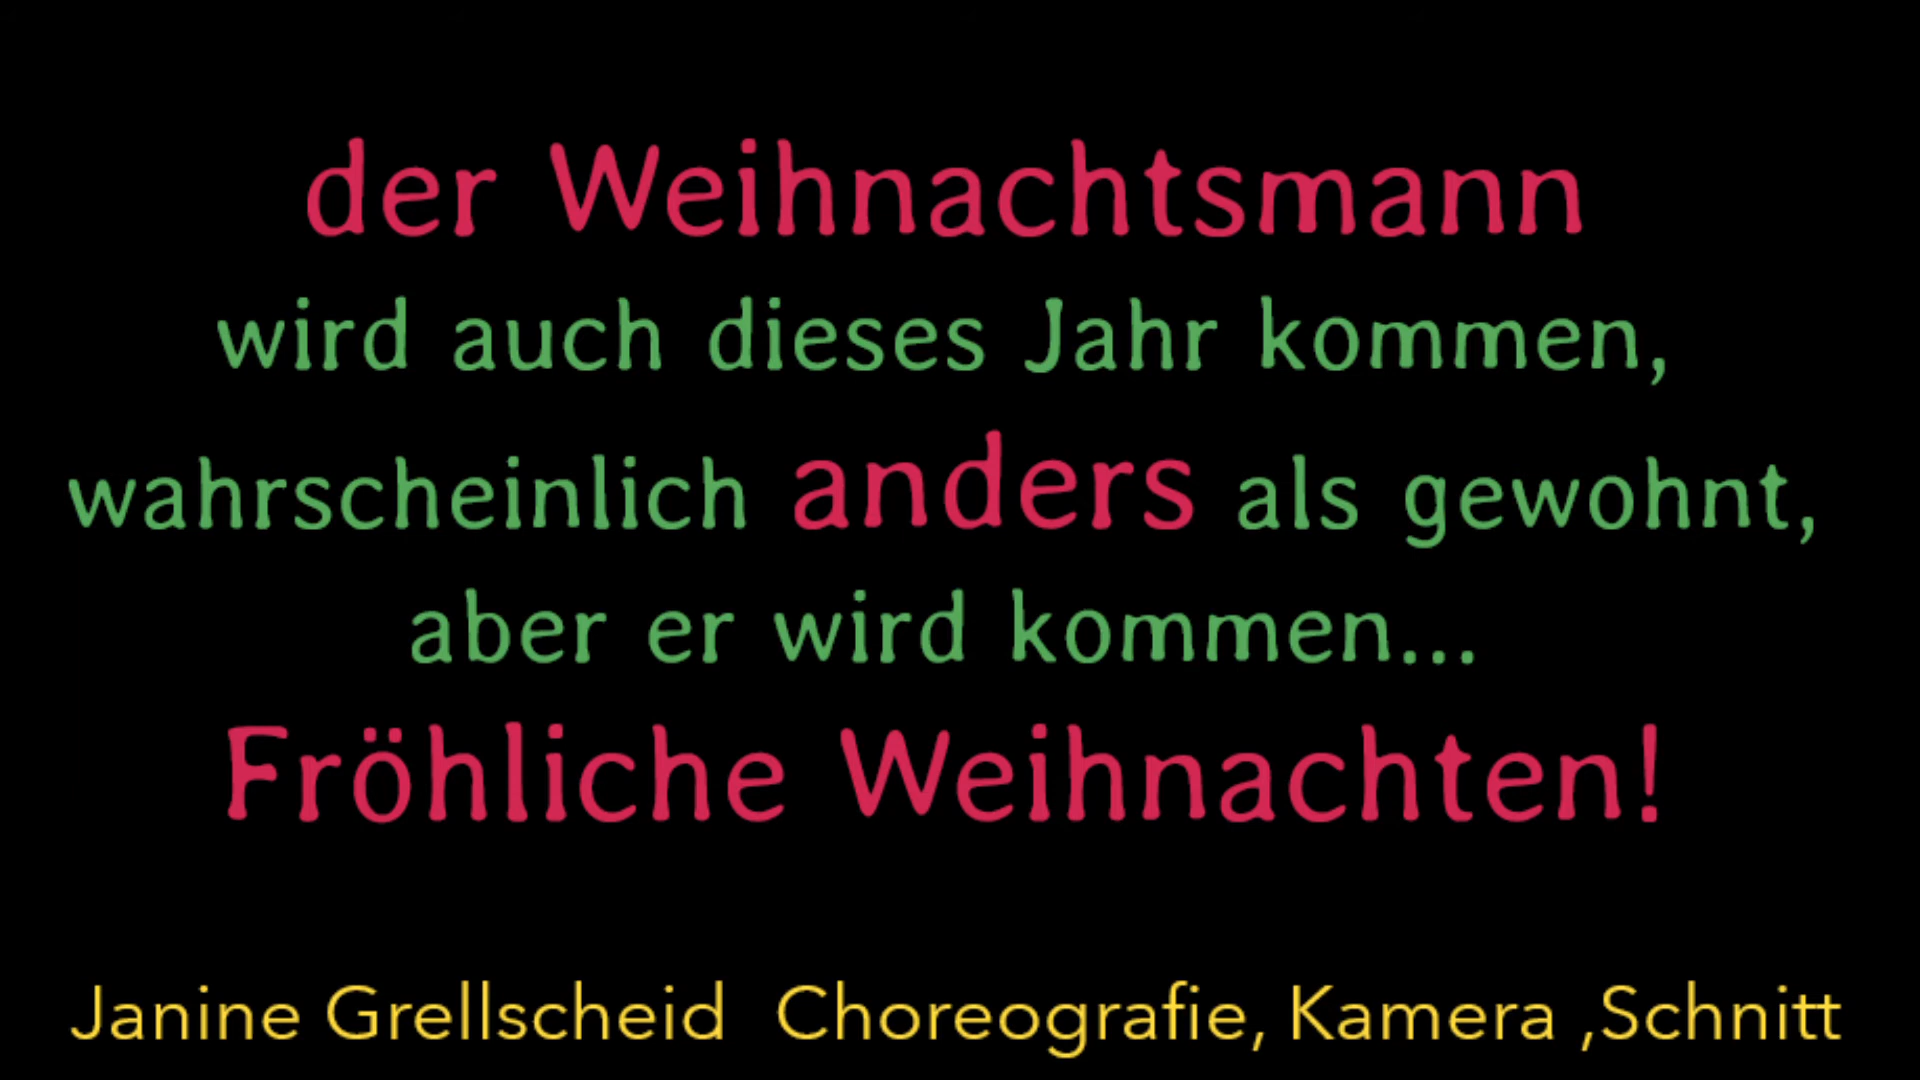 der Weihnachtsmann
wird auch dieses Jahr kommen,
wahrscheinlich anders als gewohnt,
aber er wird kommen...
Fröhliche Weihnachten!
Janine Grellscheid  Choreografie, Kamera ,Schnitt